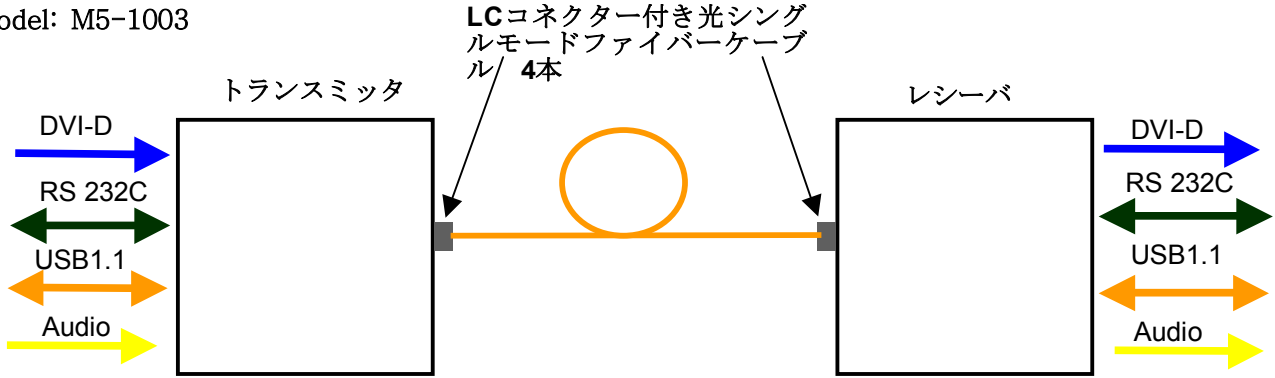 odel: M5-1003
LCコネクター付き光シング
ルモードファイバーケーブ
ル 4本
トランスミッタ
レシーバ
DVI-D
RS 232C
USB1.1
Audio
DVI-D
RS 232C
USB1.1
Audio